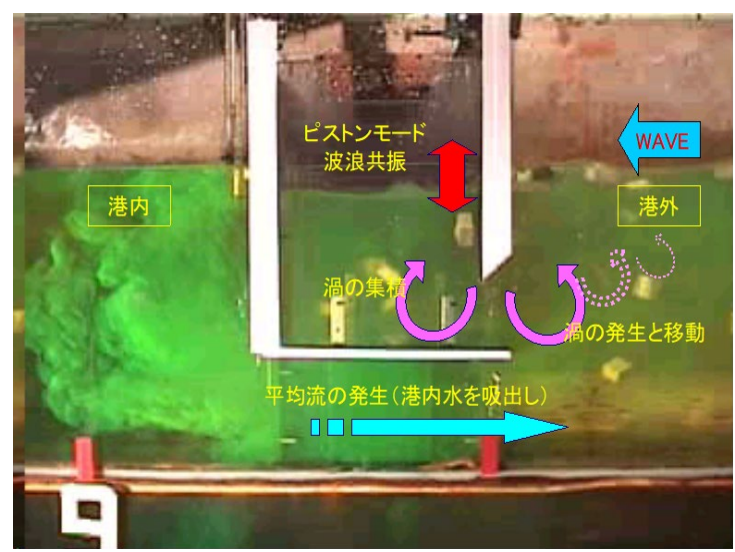 ピストンモード
波浪共振
WAVE
港内
港外
渦の集積
渦の発生と移動
平均流の発生（港内水を吸出し）
9